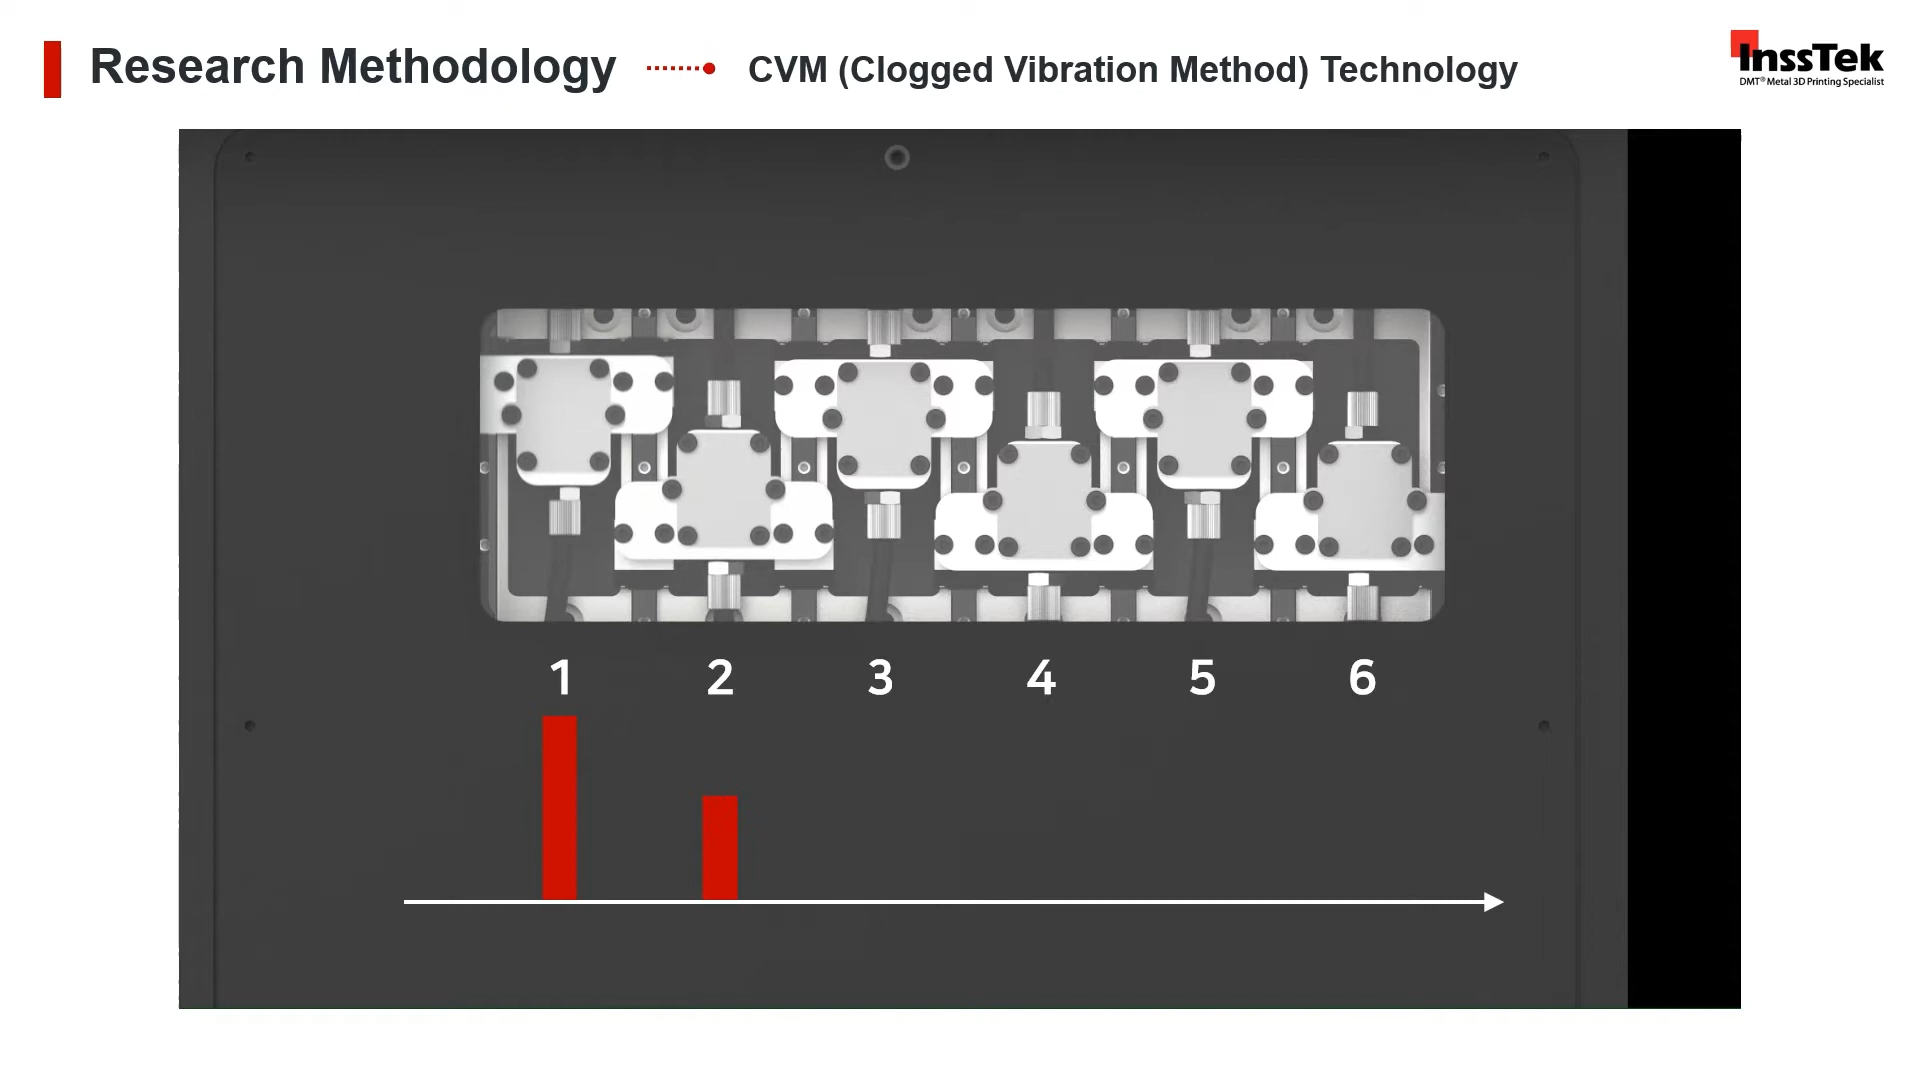 Research Methodology
CVM (Clogged Vibration Method) Technology
InssTek
DMT® Metal 3D Printing Specialist
1 2 3 4 5 6